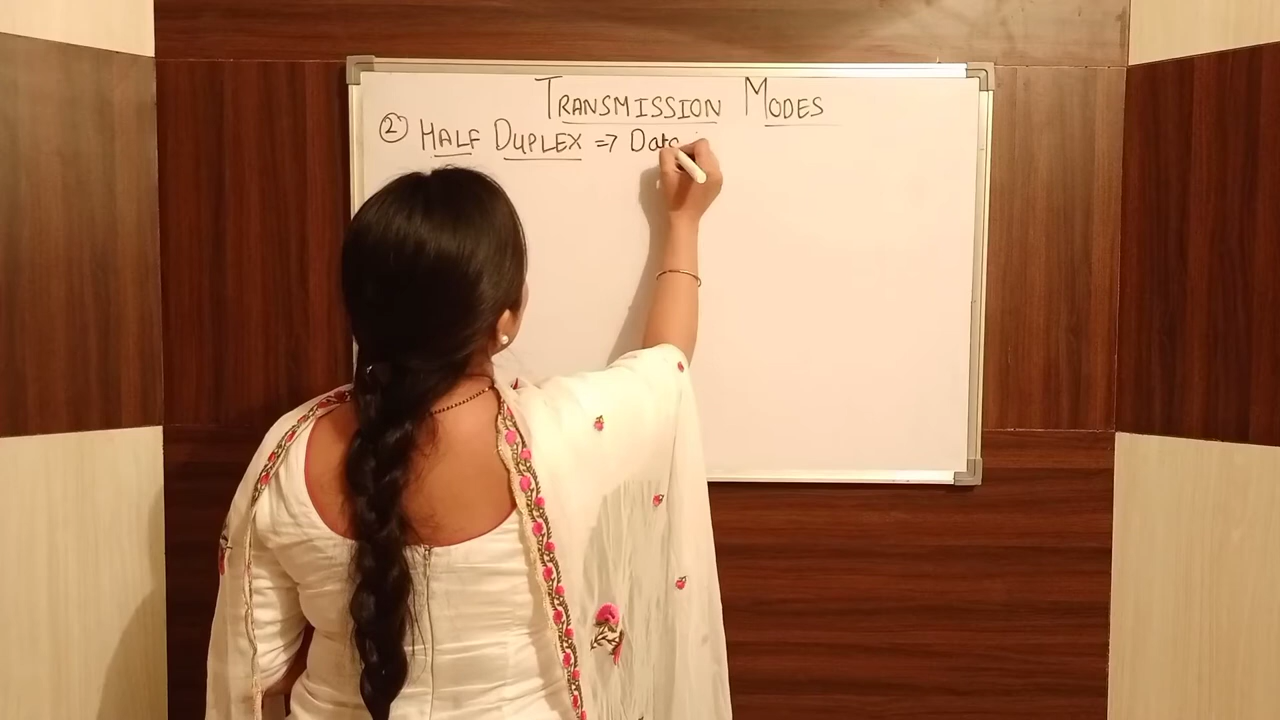 TRANSMISSION MODES
② HALF DUPLEX => Data